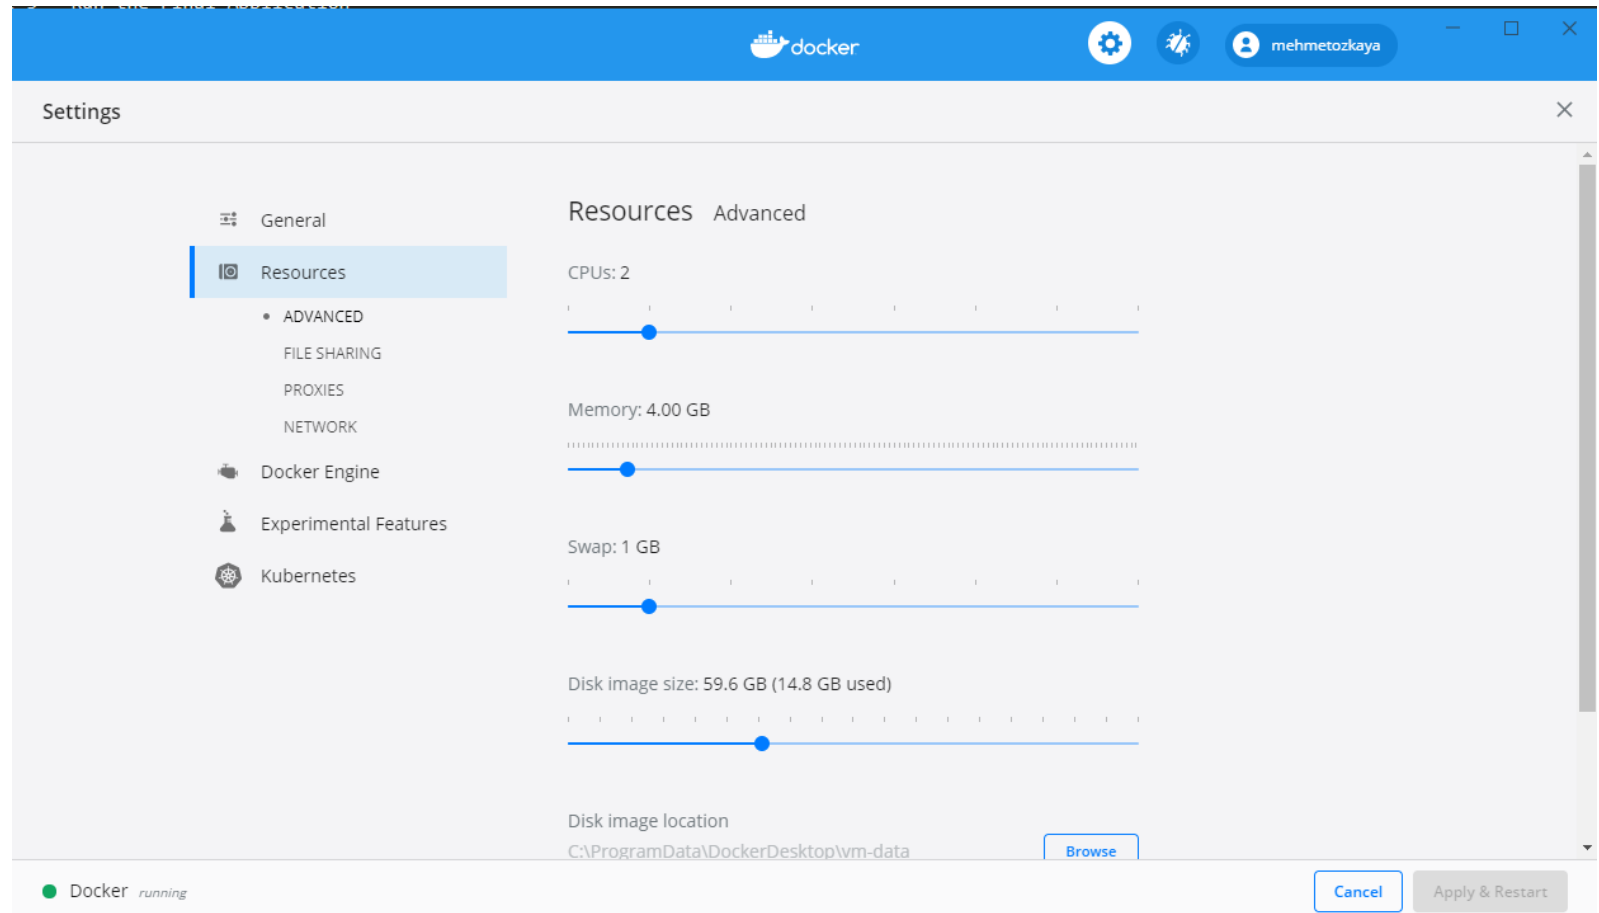 docker
mehmetozkaya
Settings
General
Resources
ADVANCED
FILE SHARING
PROXIES
NETWORK
Docker Engine
Experimental Features
Kubernetes
Resources Advanced
CPUs: 2
Memory: 4.00 GB
Swap: 1 GB
Disk image size: 59.6 GB (14.8 GB used)
Disk image location
C:\ProgramData\DockerDesktop\vm-data
Browse
Docker running
Cancel
Apply & Restart